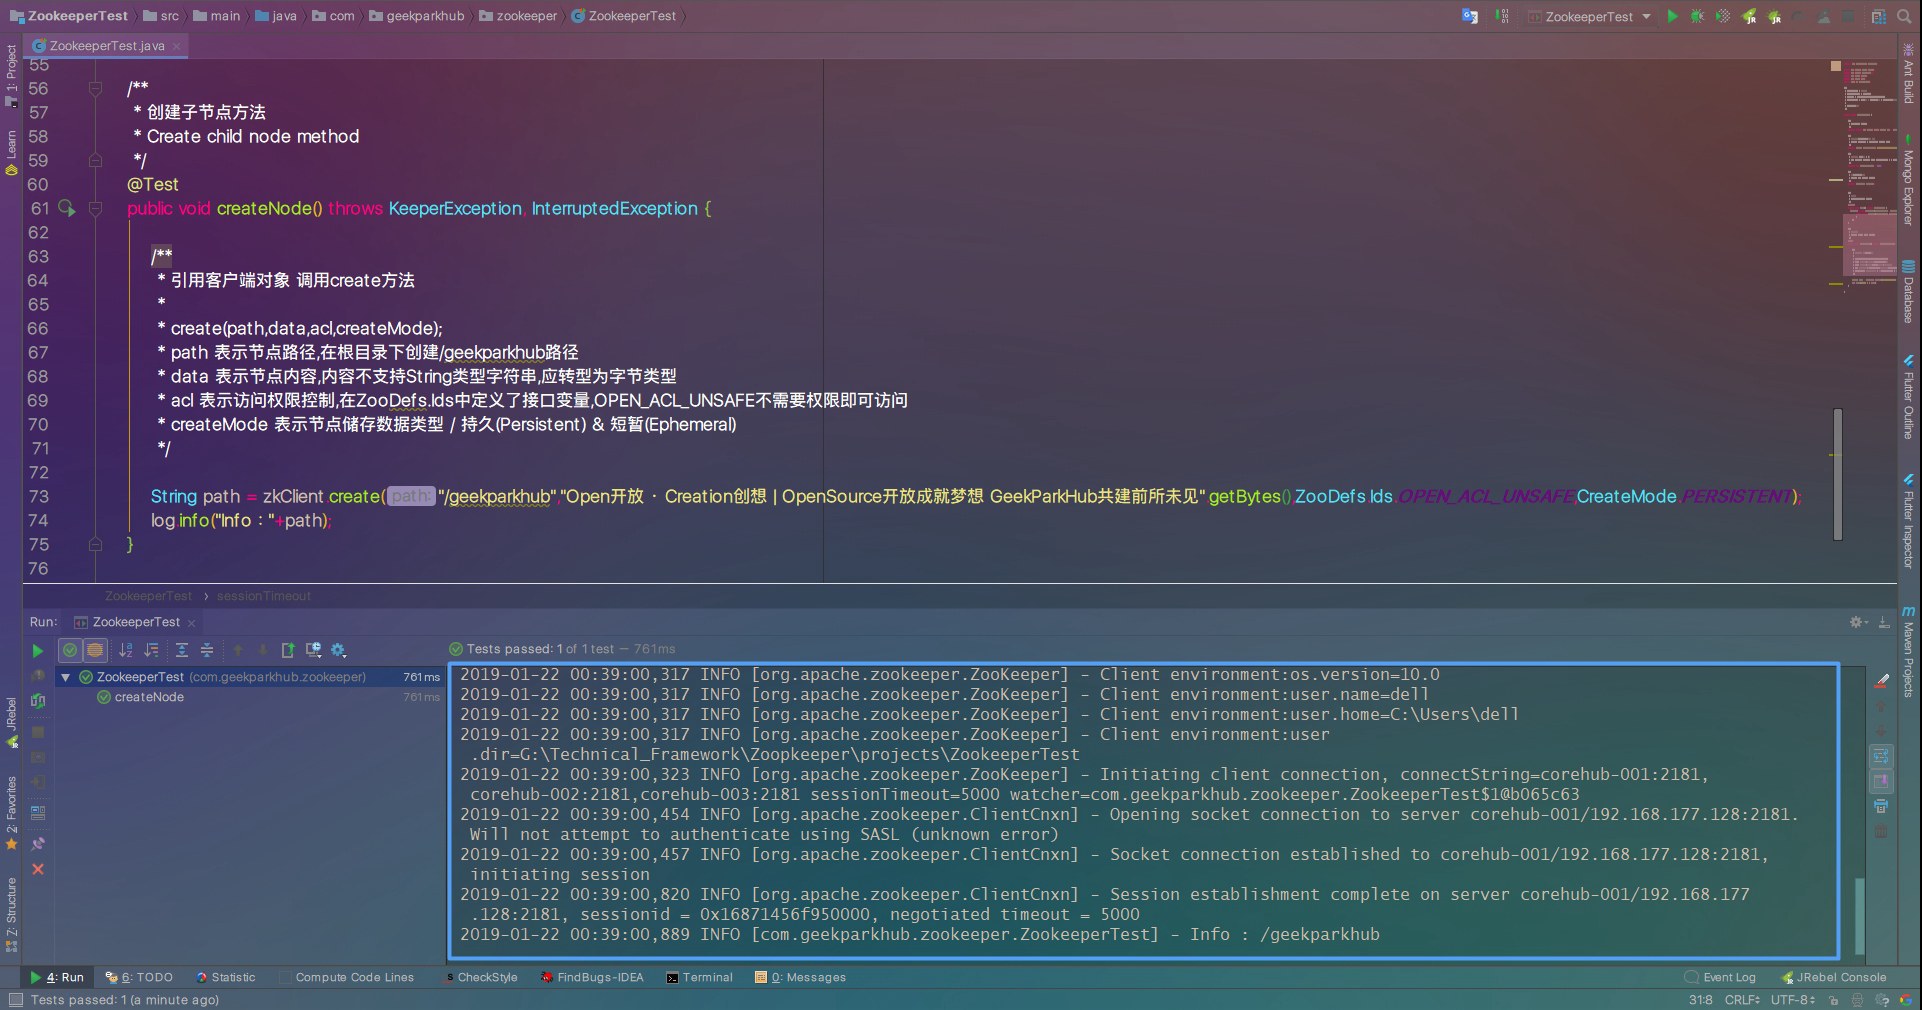 ZookeeperTest src main java com geekparkhub zookeeper ZookeeperTest
ZookeeperTest
ZookeeperTest.java
1: Project
Learn
55
56 /**
57 * 创建子节点方法
58 * Create child node method
59 */
60 @Test
61 public void createNode() throws KeeperException, InterruptedException {
62
63 /**
64 * 引用客户端对象 调用create方法
65 *
66 * create(path,data,acl,createMode);
67 * path 表示节点路径,在根目录下创建/geekparkhub路径
68 * data 表示节点内容,内容不支持String类型字符串,应转型为字节类型
69 * acl 表示访问权限控制,在ZooDefs.Ids中定义了接口变量,OPEN_ACL_UNSAFE不需要权限即可访问
70 * createMode 表示节点储存数据类型 / 持久(Persistent) & 短暂(Ephemeral)
71 */
72
73 String path = zkClient.create( path: "/geekparkhub","Open开放 · Creation创想 | OpenSource开放成就梦想 GeekParkHub共建前所未见".getBytes(),ZooDefs.Ids.OPEN_ACL_UNSAFE,CreateMode.PERSISTENT);
74 log.info("Info : "+path);
75 }
76
ZookeeperTest › sessionTimeout
Ant Build
Mongo Explorer
Database
Flutter Outline
Flutter Inspector
Maven Projects
Run: ZookeeperTest
Tests passed: 1 of 1 test – 761ms
ZookeeperTest (com.geekparkhub.zookeeper) 761ms
createNode 761ms
2019-01-22 00:39:00,317 INFO [org.apache.zookeeper.ZooKeeper] - Client environment:os.version=10.0
2019-01-22 00:39:00,317 INFO [org.apache.zookeeper.ZooKeeper] - Client environment:user.name=dell
2019-01-22 00:39:00,317 INFO [org.apache.zookeeper.ZooKeeper] - Client environment:user.home=C:\Users\dell
2019-01-22 00:39:00,317 INFO [org.apache.zookeeper.ZooKeeper] - Client environment:user
.dir=G:\Technical_Framework\Zoopkeeper\projects\ZookeeperTest
2019-01-22 00:39:00,323 INFO [org.apache.zookeeper.ZooKeeper] - Initiating client connection, connectString=corehub-001:2181,
corehub-002:2181,corehub-003:2181 sessionTimeout=5000 watcher=com.geekparkhub.zookeeper.ZookeeperTest$1@b065c63
2019-01-22 00:39:00,454 INFO [org.apache.zookeeper.ClientCnxn] - Opening socket connection to server corehub-001/192.168.177.128:2181.
Will not attempt to authenticate using SASL (unknown error)
2019-01-22 00:39:00,457 INFO [org.apache.zookeeper.ClientCnxn] - Socket connection established to corehub-001/192.168.177.128:2181,
initiating session
2019-01-22 00:39:00,820 INFO [org.apache.zookeeper.ClientCnxn] - Session establishment complete on server corehub-001/192.168.177
.128:2181, sessionid = 0x16871456f950000, negotiated timeout = 5000
2019-01-22 00:39:00,889 INFO [com.geekparkhub.zookeeper.ZookeeperTest] - Info : /geekparkhub
JRebel
2: Favorites
Z: Structure
4: Run 6: TODO Statistic Compute Code Lines CheckStyle FindBugs-IDEA Terminal 0: Messages Event Log JRebel Console
Tests passed: 1 (a minute ago) 31:8 CRLF UTF-8